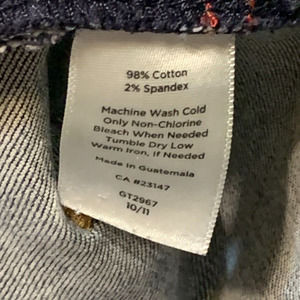 98% Cotton
2% Spandex
Machine Wash Cold
Only Non-Chlorine
Bleach When Needed
Tumble Dry Low
Warm Iron, If Needed
Made in Guatemala
CA #23147
GT2967
10/11